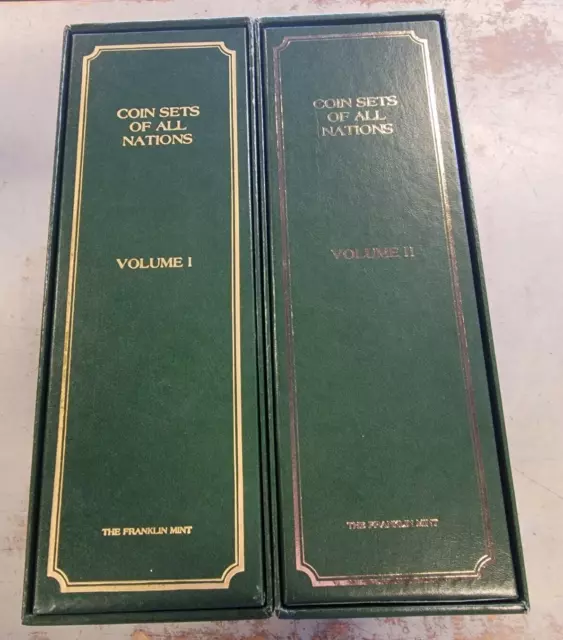 COIN SETS
OF ALL
NATIONS
VOLUME I
THE FRANKLIN MINT
COIN SETS
OF ALL
NATIONS
VOLUME II
THE FRANKLIN MINT